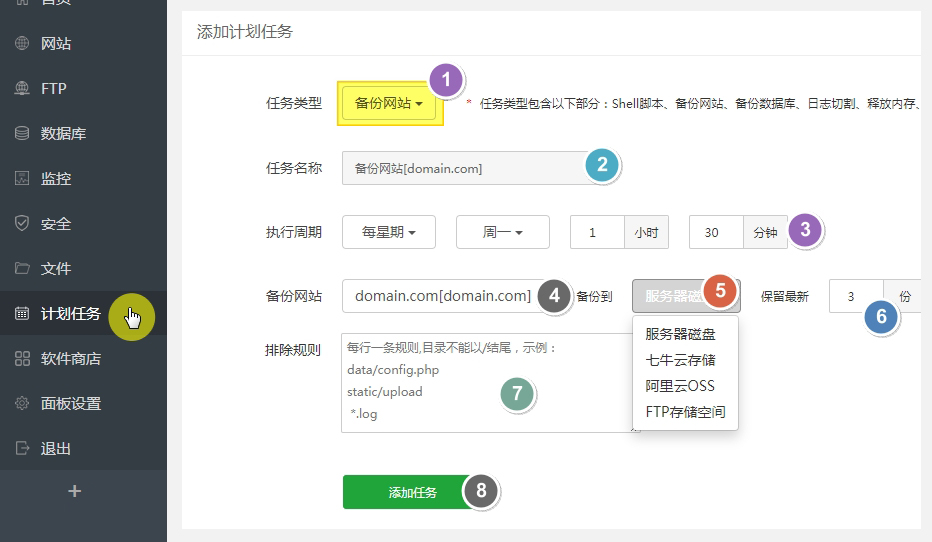 首页
网站
FTP
数据库
监控
安全
文件
计划任务
软件商店
面板设置
退出
+
添加计划任务
任务类型 备份网站 1 * 任务类型包含以下部分：Shell脚本、备份网站、备份数据库、日志切割、释放内存、
任务名称 备份网站[domain.com] 2
执行周期 每星期 周一 1 小时 30 分钟 3
备份网站 domain.com[domain.com] 4 备份到 服务器磁 5 保留最新 3 份 6
服务器磁盘
七牛云存储
阿里云OSS
FTP存储空间
排除规则 每行一条规则,目录不能以/结尾，示例：
data/config.php
static/upload
*.log
7
添加任务 8